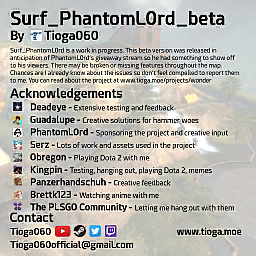 Surf_PhantomL0rd_beta
By Tioga060
Surf_PhantomL0rd is a work in progress. This beta version was released in
anticipation of PhantomL0rd's giveaway stream so he had something to show off
to his viewers. There may be broken or missing features throughout the map.
Chances are I already know about the issues so don't feel compelled to report them
to me. You can read about the project at www.tioga.moe/projects/wonder
Acknowledgements
Deadeye - Extensive testing and feedback
Guadalupe - Creative solutions for hammer woes
PhantomL0rd - Sponsoring the project and creative input
Serz - Lots of work and assets used in the project
Obregon - Playing Dota 2 with me
Kingpin - Testing, hanging out, playing Dota 2, memes
Panzerhandschuh - Creative feedback
Brettk123 - Watching anime with me
The PLSGO Community - Letting me hang out with them
Contact
Tioga060 www.tioga.moe
Tioga060official@gmail.com